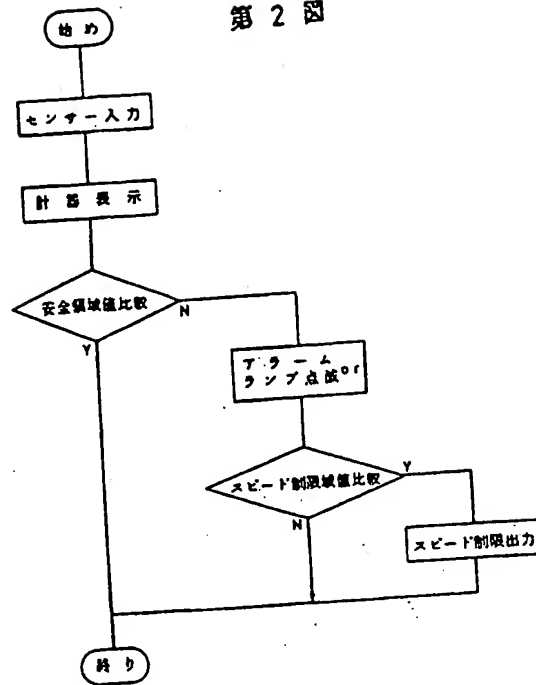 第2図
始め
センサー入力
計器表示
安全領域値比較
N
Y
アラーム or
ランプ点滅
スピード制限域値比較
Y
N
スピード制限出力
終り